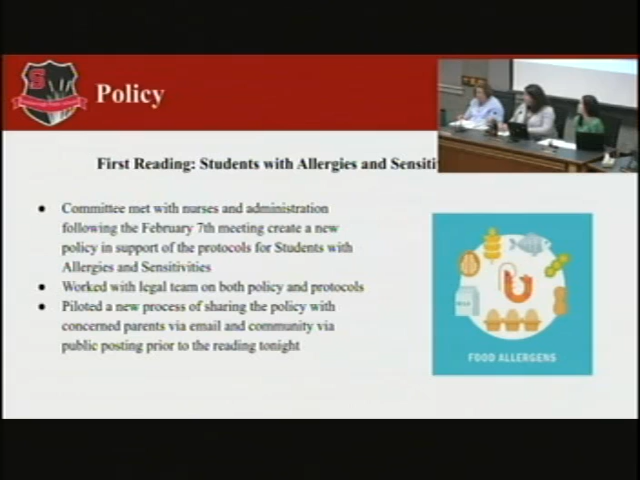 S
Policy
First Reading: Students with Allergies and Sensiti
● Committee met with nurses and administration
following the February 7th meeting create a new
policy in support of the protocols for Students with
Allergies and Sensitivities
● Worked with legal team on both policy and protocols
● Piloted a new process of sharing the policy with
concerned parents via email and community via
public posting prior to the reading tonight
MILK
FOOD ALLERGENS